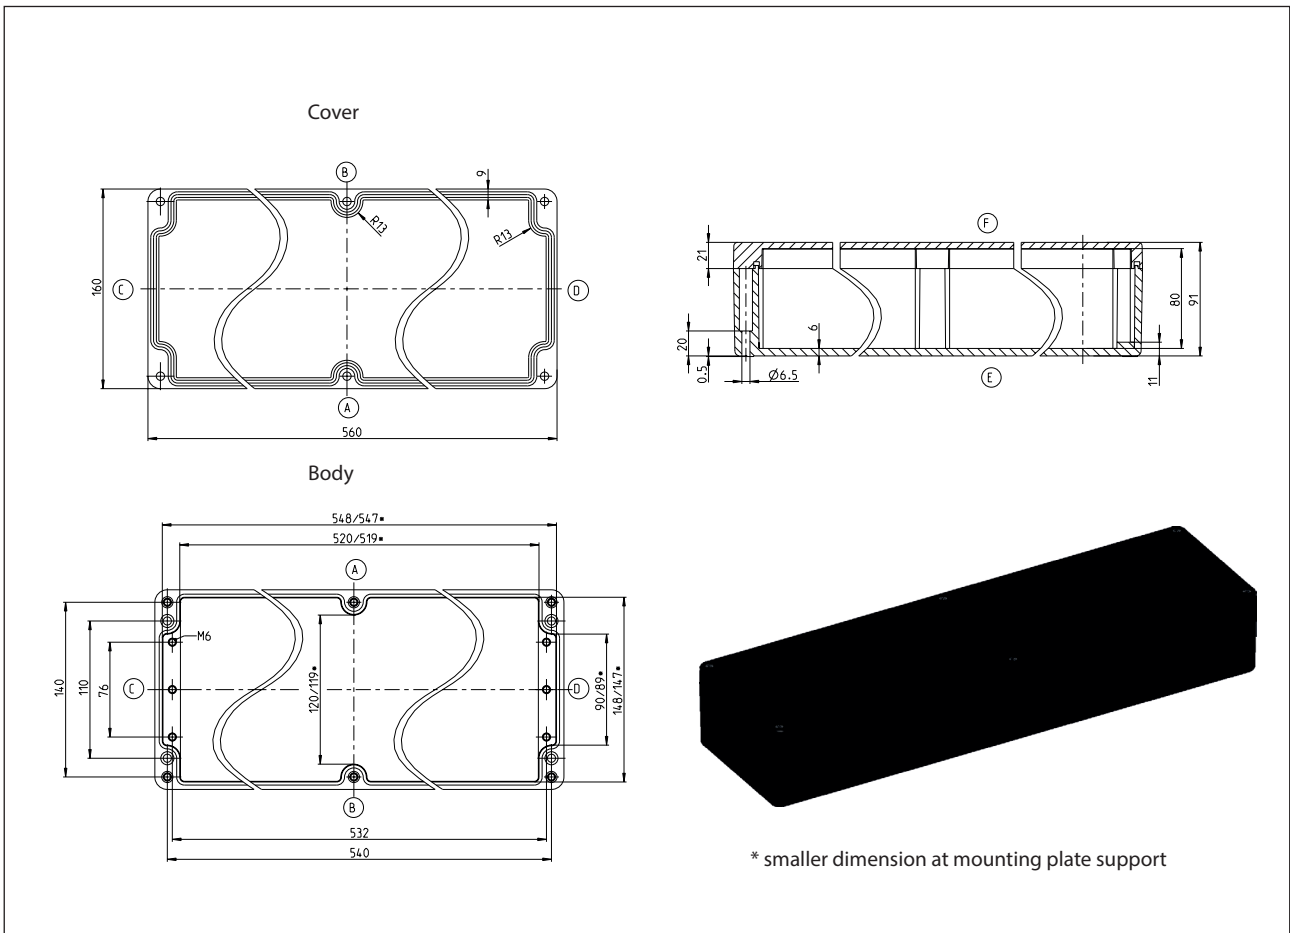 Cover
B
9
R13
R13
160
C
D
A
560
F
21
80
91
6
20
0.5
Ø6.5
E
11
Body
548/547*
520/519*
A
M6
140
110
76
C
120/119*
D
90/89*
148/147*
B
532
540
* smaller dimension at mounting plate support